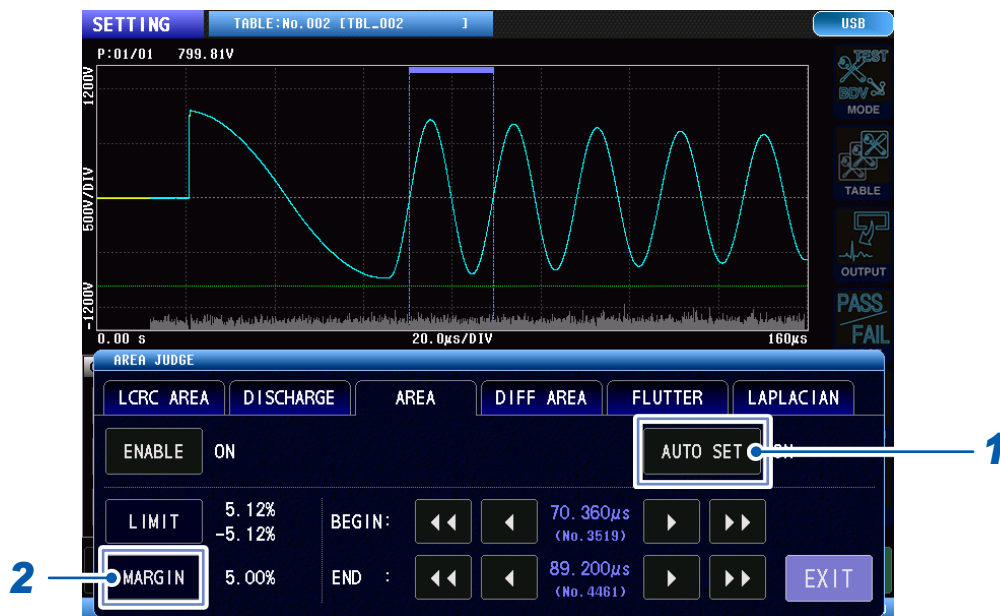 SETTING TABLE:No.002 [TBL_002 ] USB
P:01/01 799.81V
1200V
500V/DIV
-1200V
0.00 s 20.0μs/DIV 160μs
TEST
BDV
MODE
TABLE
OUTPUT
PASS
FAIL
AREA JUDGE
LCRC AREA DISCHARGE AREA DIFF AREA FLUTTER LAPLACIAN
ENABLE ON AUTO SET 1
LIMIT 5.12% BEGIN: 70.360μs
-5.12% (No.3519)
2 MARGIN 5.00% END : 89.200μs EXIT
(No.4461)